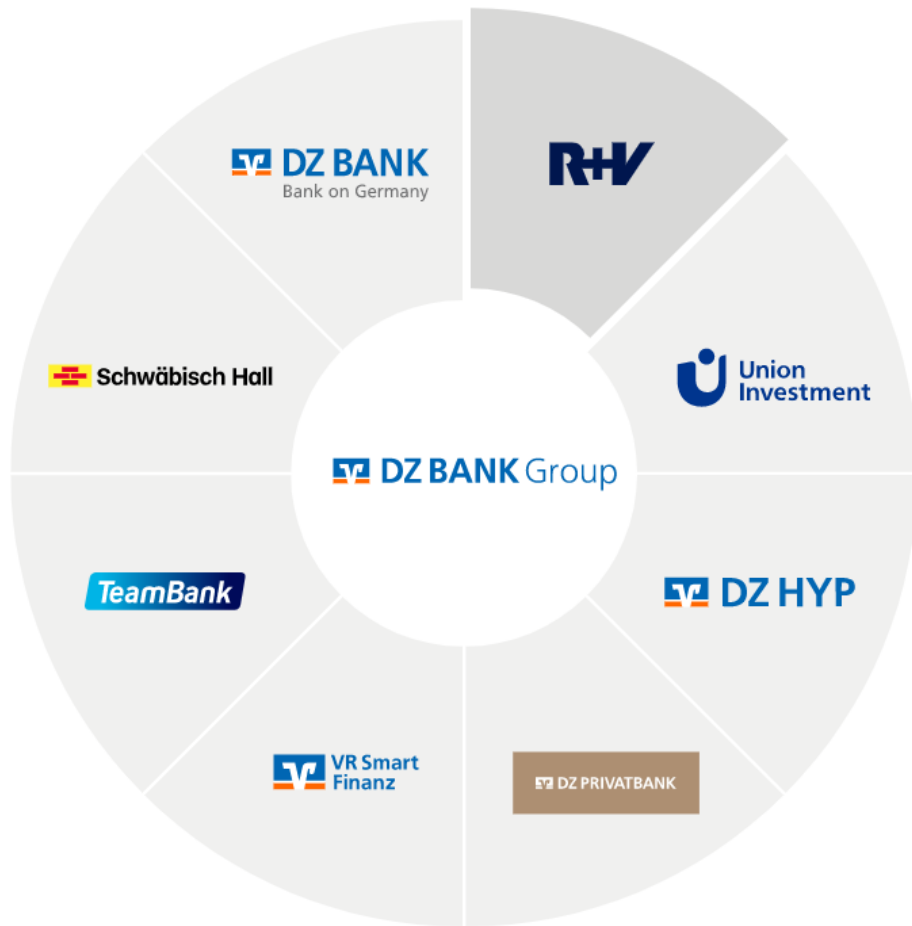 DZ BANK
Bank on Germany
R+V
Schwäbisch Hall
Union
Investment
DZ BANK Group
TeamBank
DZ HYP
VR Smart
Finanz
DZ PRIVATBANK